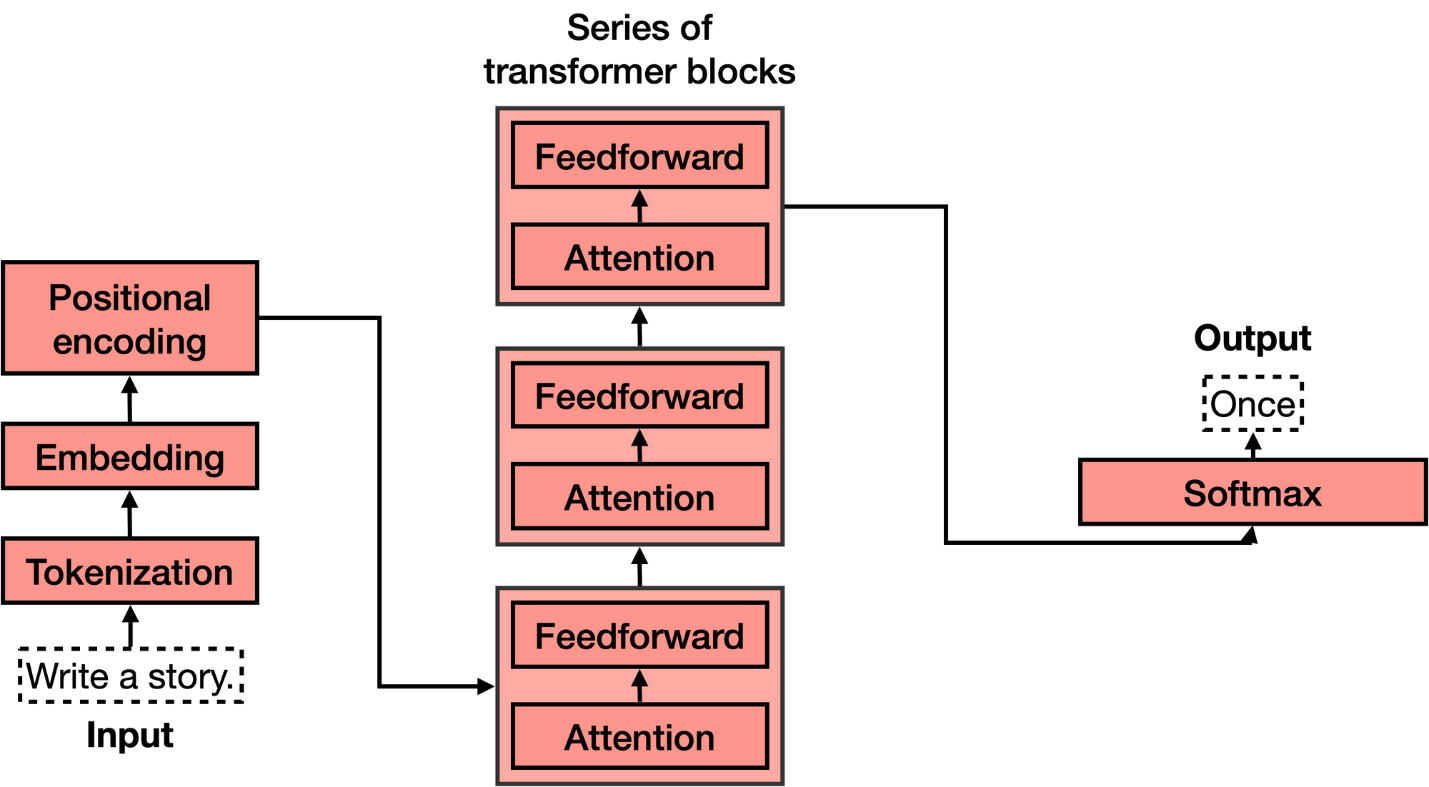 Series of
transformer blocks
Feedforward
Attention
Positional
encoding
Feedforward
Attention
Output
Once
Embedding
Softmax
Tokenization
Feedforward
Attention
Write a story.
Input